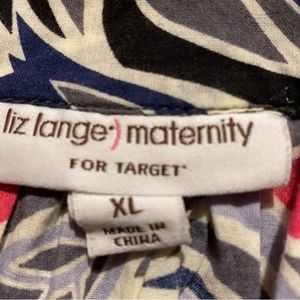 liz lange:) maternity
FOR TARGET
XL
MADE IN
CHINA